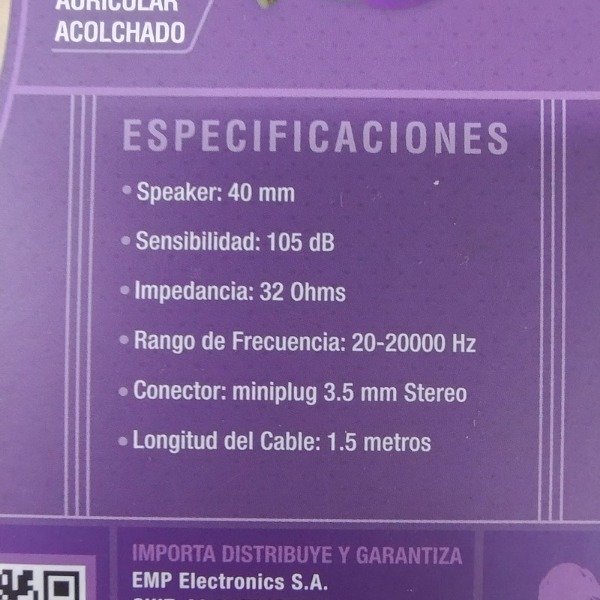 AURICULAR
ACOLCHADO
ESPECIFICACIONES
• Speaker: 40 mm
• Sensibilidad: 105 dB
• Impedancia: 32 Ohms
• Rango de Frecuencia: 20-20000 Hz
• Conector: miniplug 3.5 mm Stereo
• Longitud del Cable: 1.5 metros
IMPORTA DISTRIBUYE Y GARANTIZA
EMP Electronics S.A.